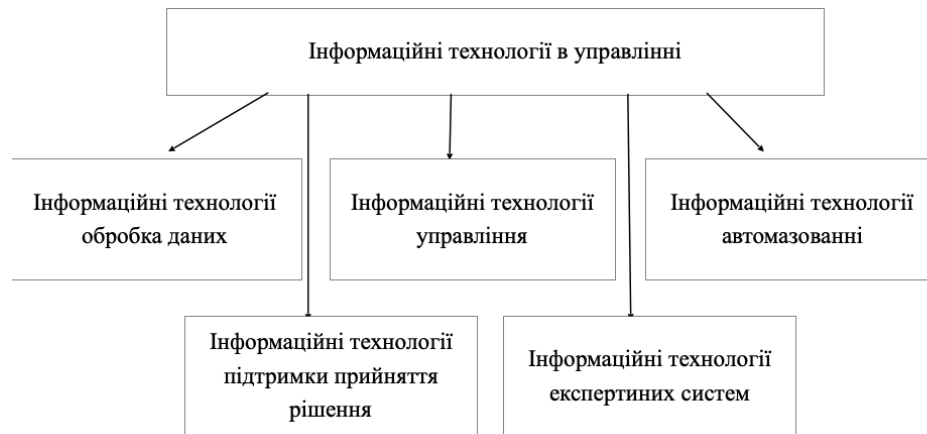 Інформаційні технології в управлінні
Інформаційні технології
обробка даних
Інформаційні технології
управління
Інформаційні технології
автомазованні
Інформаційні технології
підтримки прийняття
рішення
Інформаційні технології
експертиних систем